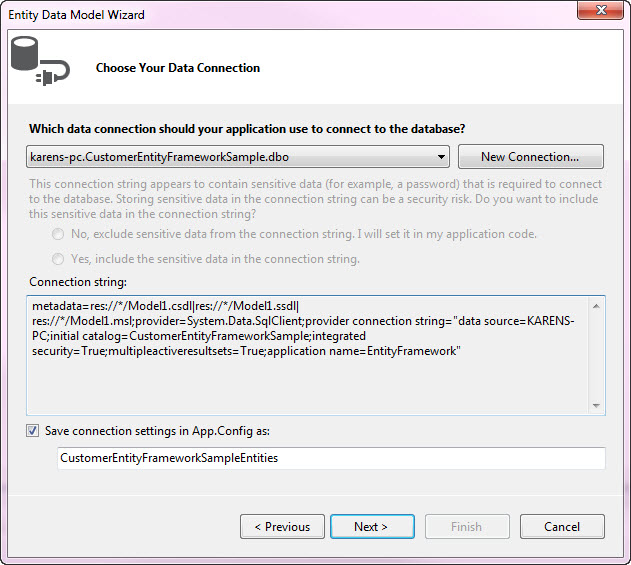 Entity Data Model Wizard
Choose Your Data Connection
Which data connection should your application use to connect to the database?
karens-pc.CustomerEntityFrameworkSample.dbo
New Connection...
This connection string appears to contain sensitive data (for example, a password) that is required to connect
to the database. Storing sensitive data in the connection string can be a security risk. Do you want to include
this sensitive data in the connection string?
No, exclude sensitive data from the connection string. I will set it in my application code.
Yes, include the sensitive data in the connection string.
Connection string:
metadata=res://*/Model1.csdl|res://*/Model1.ssdl|
res://*/Model1.msl;provider=System.Data.SqlClient;provider connection string="data source=KARENS-
PC;initial catalog=CustomerEntityFrameworkSample;integrated
security=True;multipleactiveresultsets=True;application name=EntityFramework"
Save connection settings in App.Config as:
CustomerEntityFrameworkSampleEntities
< Previous
Next >
Finish
Cancel